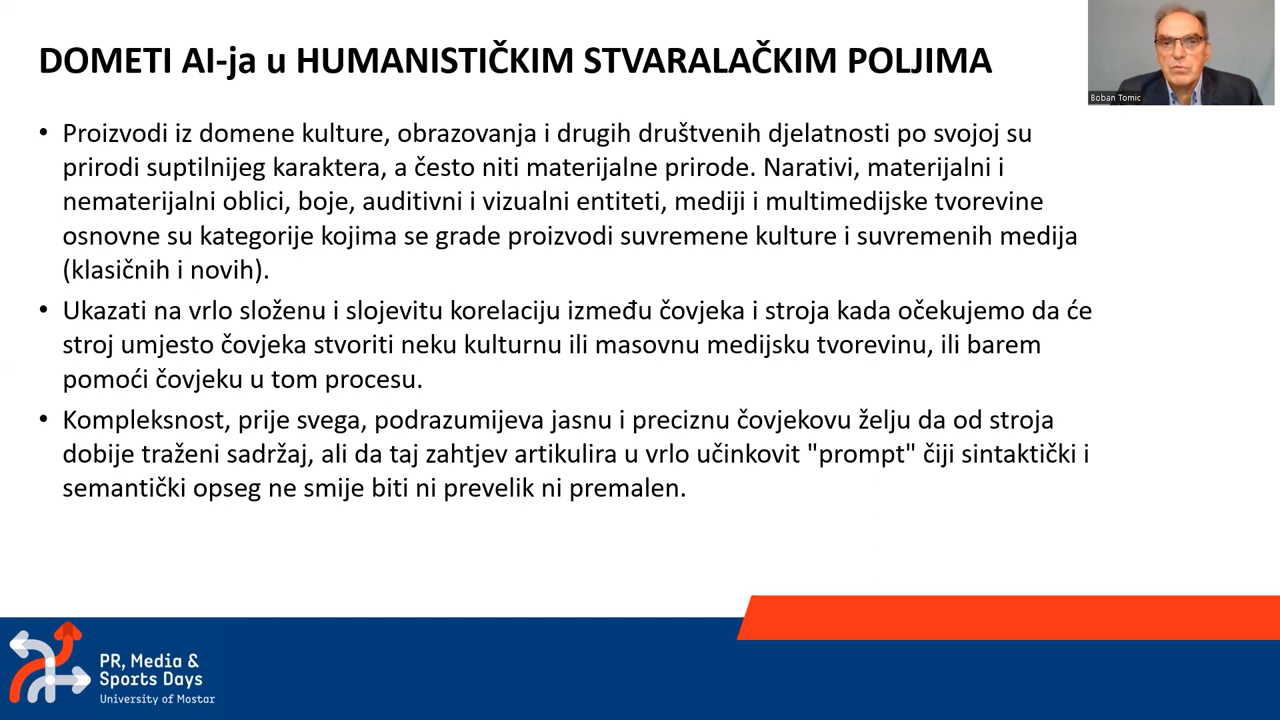 DOMETI AI-ja u HUMANISTIČKIM STVARALAČKIM POLJIMA
Boban Tomic
• Proizvodi iz domene kulture, obrazovanja i drugih društvenih djelatnosti po svojoj su
prirodi suptilnijeg karaktera, a često niti materijalne prirode. Narativi, materijalni i
nematerijalni oblici, boje, auditivni i vizualni entiteti, mediji i multimedijske tvorevine
osnovne su kategorije kojima se grade proizvodi suvremene kulture i suvremenih medija
(klasičnih i novih).
• Ukazati na vrlo složenu i slojevitu korelaciju između čovjeka i stroja kada očekujemo da će
stroj umjesto čovjeka stvoriti neku kulturnu ili masovnu medijsku tvorevinu, ili barem
pomoći čovjeku u tom procesu.
• Kompleksnost, prije svega, podrazumijeva jasnu i preciznu čovjekovu želju da od stroja
dobije traženi sadržaj, ali da taj zahtjev artikulira u vrlo učinkovit "prompt" čiji sintaktički i
semantički opseg ne smije biti ni prevelik ni premalen.
PR, Media &
Sports Days
University of Mostar